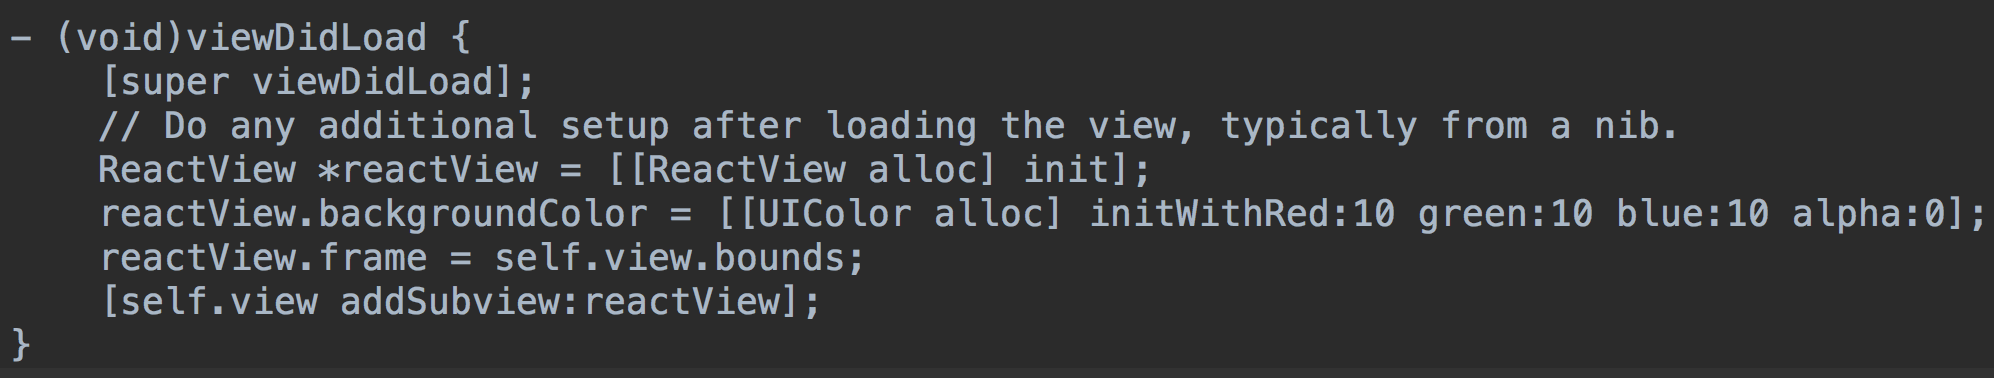 - (void)viewDidLoad {
    [super viewDidLoad];
    // Do any additional setup after loading the view, typically from a nib.
    ReactView *reactView = [[ReactView alloc] init];
    reactView.backgroundColor = [[UIColor alloc] initWithRed:10 green:10 blue:10 alpha:0];
    reactView.frame = self.view.bounds;
    [self.view addSubview:reactView];
}